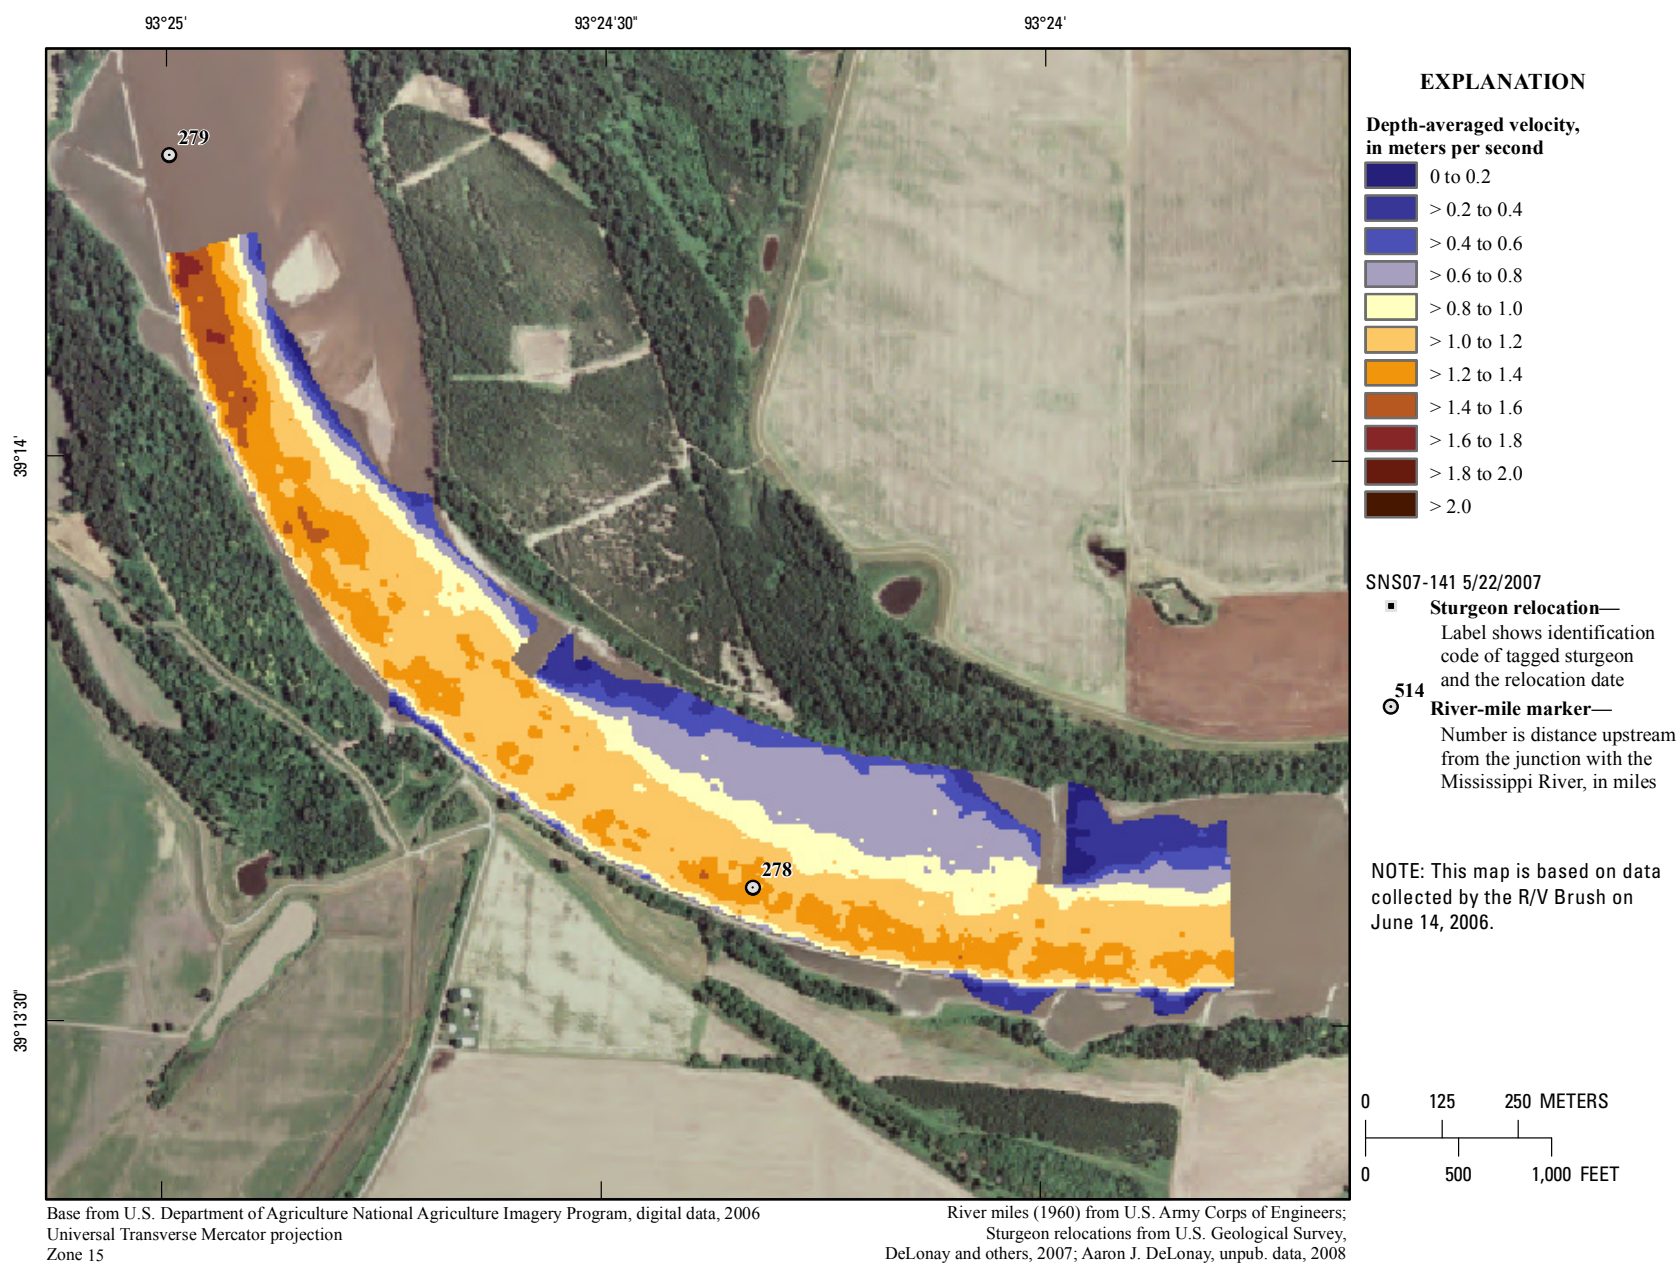 93°25'
93°24'30"
93°24'
39°14'
39°13'30"
279
278
EXPLANATION
Depth-averaged velocity,
in meters per second
0 to 0.2
> 0.2 to 0.4
> 0.4 to 0.6
> 0.6 to 0.8
> 0.8 to 1.0
> 1.0 to 1.2
> 1.2 to 1.4
> 1.4 to 1.6
> 1.6 to 1.8
> 1.8 to 2.0
> 2.0
SNS07-141 5/22/2007
Sturgeon relocation—
Label shows identification
code of tagged sturgeon
and the relocation date
514
River-mile marker—
Number is distance upstream
from the junction with the
Mississippi River, in miles
NOTE: This map is based on data
collected by the R/V Brush on
June 14, 2006.
0 125 250 METERS
0 500 1,000 FEET
Base from U.S. Department of Agriculture National Agriculture Imagery Program, digital data, 2006
Universal Transverse Mercator projection
Zone 15
River miles (1960) from U.S. Army Corps of Engineers;
Sturgeon relocations from U.S. Geological Survey,
DeLonay and others, 2007; Aaron J. DeLonay, unpub. data, 2008